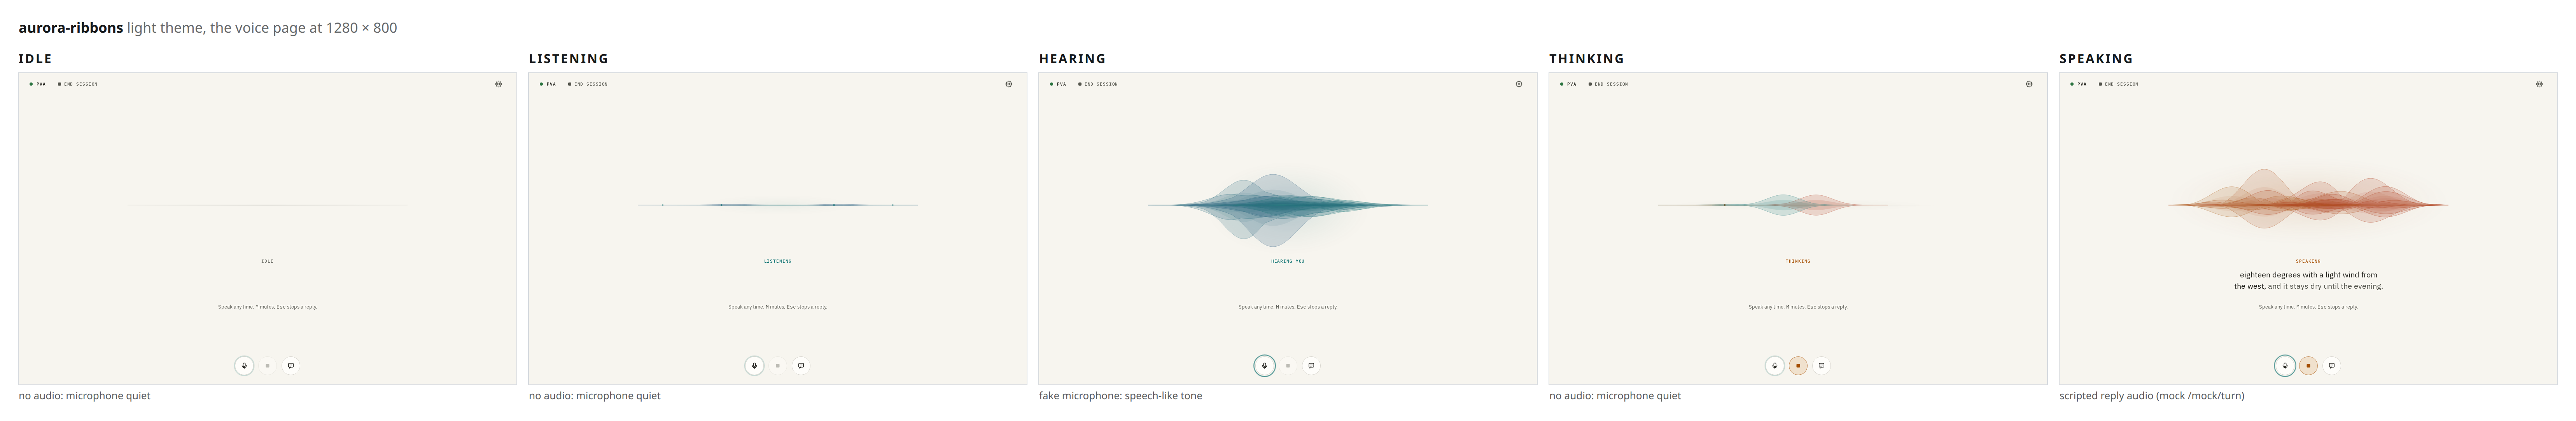 aurora-ribbons light theme, the voice page at 1280 × 800
IDLE
PVA END SESSION
IDLE
Speak any time. M mutes, Esc stops a reply.
no audio: microphone quiet
LISTENING
PVA END SESSION
LISTENING
Speak any time. M mutes, Esc stops a reply.
no audio: microphone quiet
HEARING
PVA END SESSION
HEARING YOU
Speak any time. M mutes, Esc stops a reply.
fake microphone: speech-like tone
THINKING
PVA END SESSION
THINKING
Speak any time. M mutes, Esc stops a reply.
no audio: microphone quiet
SPEAKING
PVA END SESSION
SPEAKING
eighteen degrees with a light wind from
the west, and it stays dry until the evening.
Speak any time. M mutes, Esc stops a reply.
scripted reply audio (mock /mock/turn)